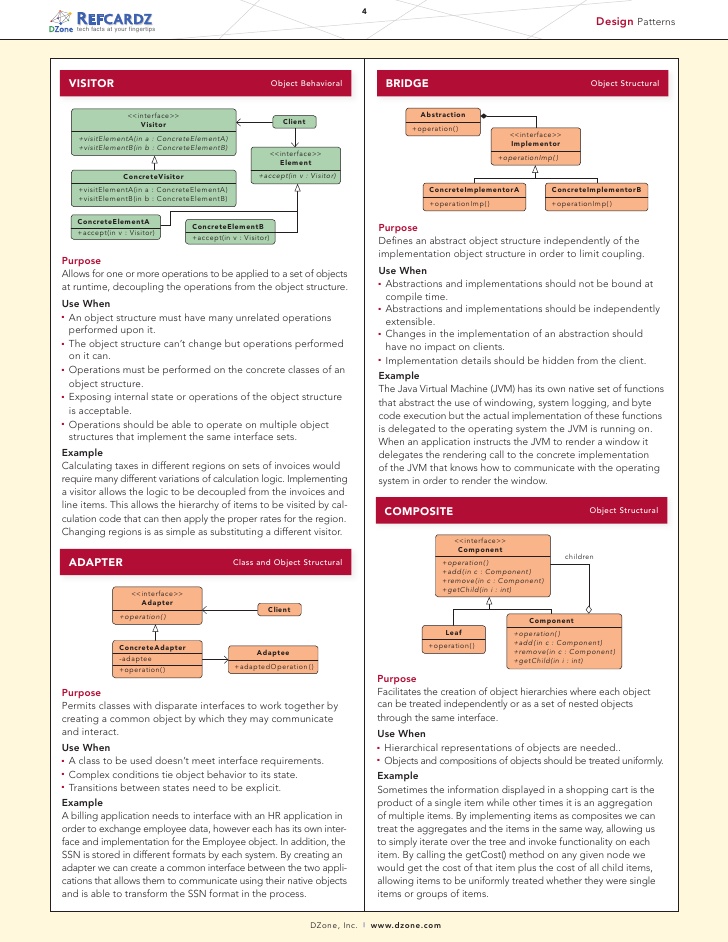 DZone REFCARDZ
tech facts at your fingertips
4
Design Patterns
VISITOR Object Behavioral
<<interface>>
Visitor
+visitElementA(in a : ConcreteElementA)
+visitElementB(in b : ConcreteElementB)
Client
<<interface>>
Element
+accept(in v : Visitor)
ConcreteVisitor
+visitElementA(in a : ConcreteElementA)
+visitElementB(in b : ConcreteElementB)
ConcreteElementA
+accept(in v : Visitor)
ConcreteElementB
+accept(in v : Visitor)
Purpose
Allows for one or more operations to be applied to a set of objects
at runtime, decoupling the operations from the object structure.
Use When
• An object structure must have many unrelated operations
performed upon it.
• The object structure can't change but operations performed
on it can.
• Operations must be performed on the concrete classes of an
object structure.
• Exposing internal state or operations of the object structure
is acceptable.
• Operations should be able to operate on multiple object
structures that implement the same interface sets.
Example
Calculating taxes in different regions on sets of invoices would
require many different variations of calculation logic. Implementing
a visitor allows the logic to be decoupled from the invoices and
line items. This allows the hierarchy of items to be visited by cal-
culation code that can then apply the proper rates for the region.
Changing regions is as simple as substituting a different visitor.
ADAPTER Class and Object Structural
<<interface>>
Adapter
+operation()
Client
ConcreteAdapter
-adaptee
+operation()
Adaptee
+adaptedOperation()
Purpose
Permits classes with disparate interfaces to work together by
creating a common object by which they may communicate
and interact.
Use When
• A class to be used doesn't meet interface requirements.
• Complex conditions tie object behavior to its state.
• Transitions between states need to be explicit.
Example
A billing application needs to interface with an HR application in
order to exchange employee data, however each has its own inter-
face and implementation for the Employee object. In addition, the
SSN is stored in different formats by each system. By creating an
adapter we can create a common interface between the two appli-
cations that allows them to communicate using their native objects
and is able to transform the SSN format in the process.
BRIDGE Object Structural
Abstraction
+operation()
<<interface>>
Implementor
+operationImp()
ConcreteImplementorA
+operationImp()
ConcreteImplementorB
+operationImp()
Purpose
Defines an abstract object structure independently of the
implementation object structure in order to limit coupling.
Use When
• Abstractions and implementations should not be bound at
compile time.
• Abstractions and implementations should be independently
extensible.
• Changes in the implementation of an abstraction should
have no impact on clients.
• Implementation details should be hidden from the client.
Example
The Java Virtual Machine (JVM) has its own native set of functions
that abstract the use of windowing, system logging, and byte
code execution but the actual implementation of these functions
is delegated to the operating system the JVM is running on.
When an application instructs the JVM to render a window it
delegates the rendering call to the concrete implementation
of the JVM that knows how to communicate with the operating
system in order to render the window.
COMPOSITE Object Structural
<<interface>>
Component
+operation()
+add(in c : Component)
+remove(in c : Component)
+getChild(in i : int)
children
Leaf
+operation()
Component
+operation()
+add(in c : Component)
+remove(in c : Component)
+getChild(in i : int)
Purpose
Facilitates the creation of object hierarchies where each object
can be treated independently or as a set of nested objects
through the same interface.
Use When
• Hierarchical representations of objects are needed..
• Objects and compositions of objects should be treated uniformly.
Example
Sometimes the information displayed in a shopping cart is the
product of a single item while other times it is an aggregation
of multiple items. By implementing items as composites we can
treat the aggregates and the items in the same way, allowing us
to simply iterate over the tree and invoke functionality on each
item. By calling the getCost() method on any given node we
would get the cost of that item plus the cost of all child items,
allowing items to be uniformly treated whether they were single
items or groups of items.
DZone, Inc. | www.dzone.com